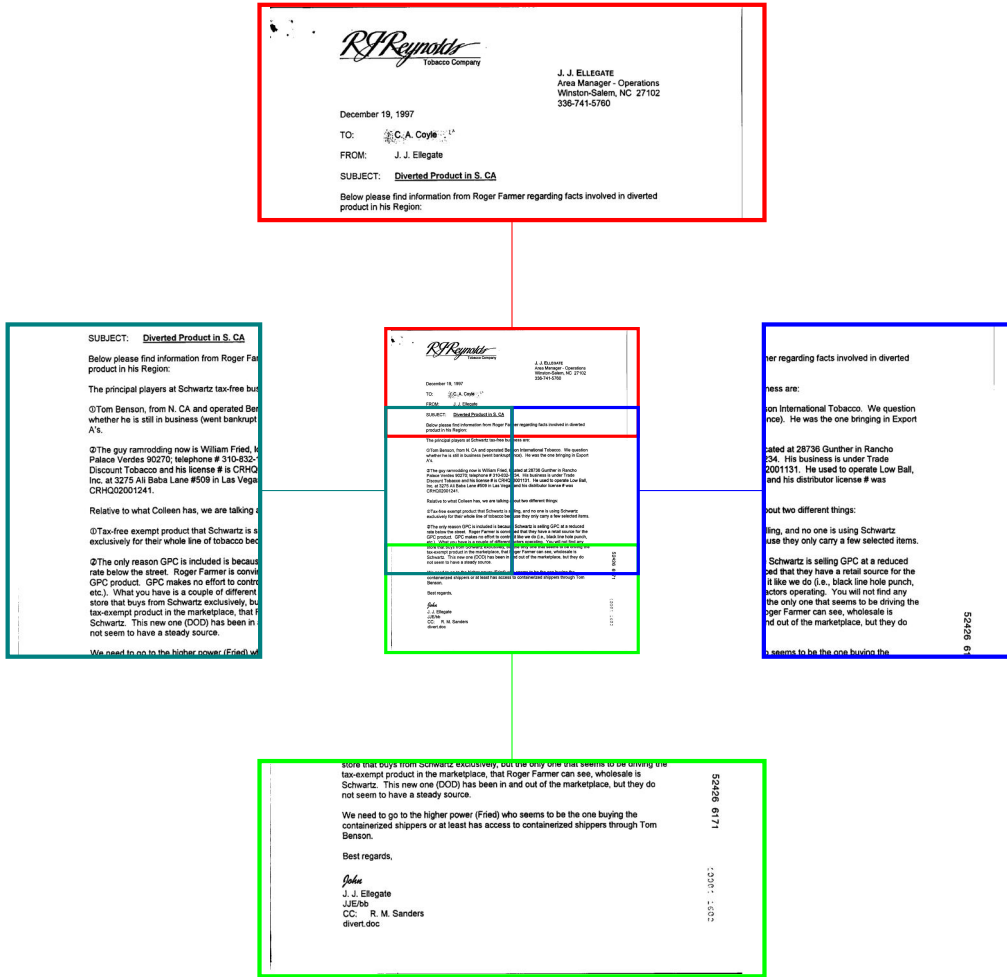 RJReynolds
Tobacco Company
J. J. ELLEGATE
Area Manager - Operations
Winston-Salem, NC 27102
336-741-5760
December 19, 1997
TO: C. A. Coyle
FROM: J. J. Ellegate
SUBJECT: Diverted Product in S. CA
Below please find information from Roger Farmer regarding facts involved in diverted
product in his Region:
The principal players at Schwartz tax-free business are:
①Tom Benson, from N. CA and operated Benson International Tobacco. We question
whether he is still in business (went bankrupt once). He was the one bringing in Export
A's.
②The guy ramrodding now is William Fried, located at 28736 Gunther in Rancho
Palace Verdes 90270; telephone # His business is under Trade
Discount Tobacco and his license # is CRHQ2001131. He used to operate Low Ball,
Inc. at 3275 Ali Baba Lane #509 in Las Vegas and his distributor license # was
CRHQ02001241.
Relative to what Colleen has, we are talking about two different things:
①Tax-free exempt product that Schwartz is selling, and no one is using Schwartz
exclusively for their whole line of tobacco because they only carry a few selected items.
②The only reason GPC is included is because Schwartz is selling GPC at a reduced
rate below the street. Roger Farmer is convinced that they have a retail source for the
GPC product. GPC makes no effort to control it like we do (i.e., black line hole punch,
etc.). What you have is a couple of different factors operating. You will not find any
store that buys from Schwartz exclusively, but the only one that seems to be driving the
tax-exempt product in the marketplace, that Roger Farmer can see, wholesale is
Schwartz. This new one (DOD) has been in and out of the marketplace, but they do
not seem to have a steady source.
We need to go to the higher power (Fried) who seems to be the one buying the
containerized shippers or at least has access to containerized shippers through Tom
Benson.
Best regards,
John
J. J. Ellegate
JJE/bb
CC: R. M. Sanders
divert.doc
52426 6171